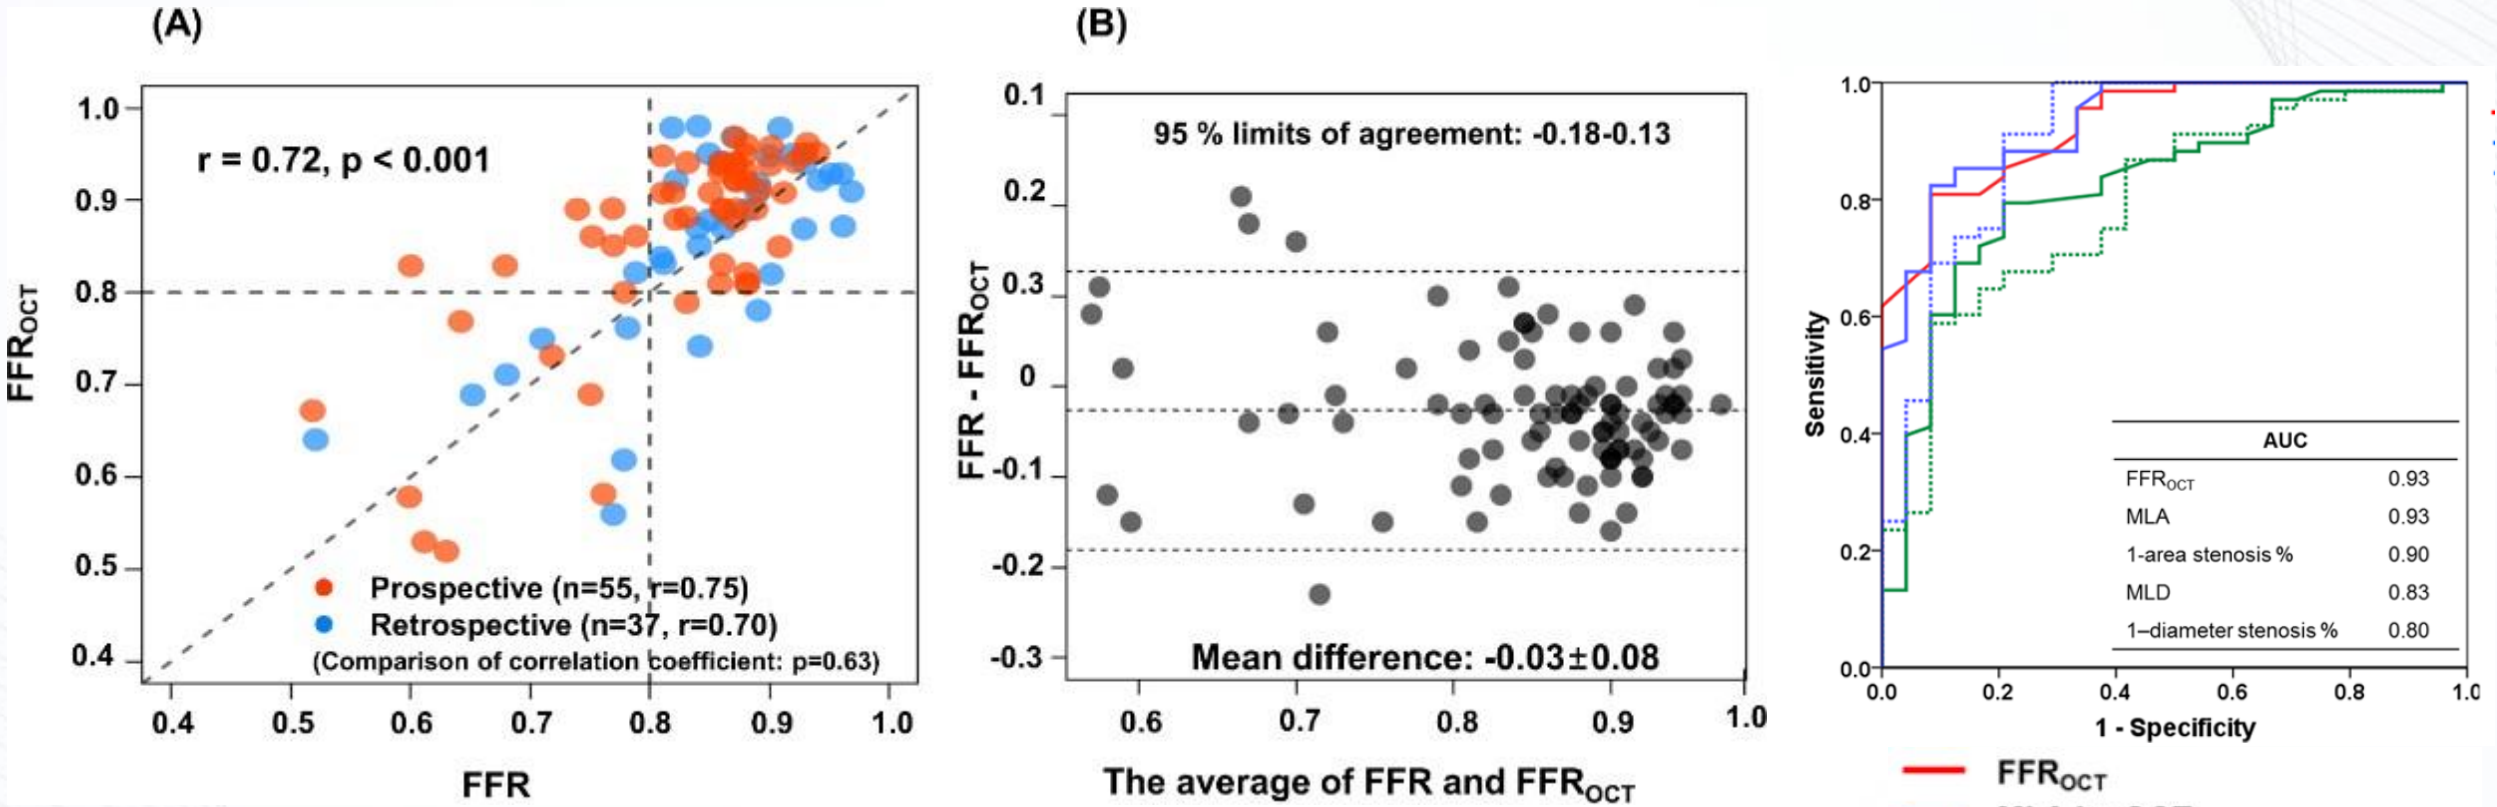 (A)
1.0
0.9
0.8
0.7
0.6
0.5
0.4
FFROCT
r = 0.72, p < 0.001
Prospective (n=55, r=0.75)
Retrospective (n=37, r=0.70)
(Comparison of correlation coefficient: p=0.63)
0.4 0.5 0.6 0.7 0.8 0.9 1.0
FFR
(B)
0.1
0.2
0.3
0
-0.1
-0.2
-0.3
FFR - FFROCT
95 % limits of agreement: -0.18-0.13
Mean difference: -0.03±0.08
0.6 0.7 0.8 0.9 1.0
The average of FFR and FFROCT
1.0
0.8
0.6
0.4
0.2
0.0
Sensitivity
AUC
FFROCT 0.93
MLA 0.93
1-area stenosis % 0.90
MLD 0.83
1–diameter stenosis % 0.80
0.0 0.2 0.4 0.6 0.8 1.0
1 - Specificity
FFROCT